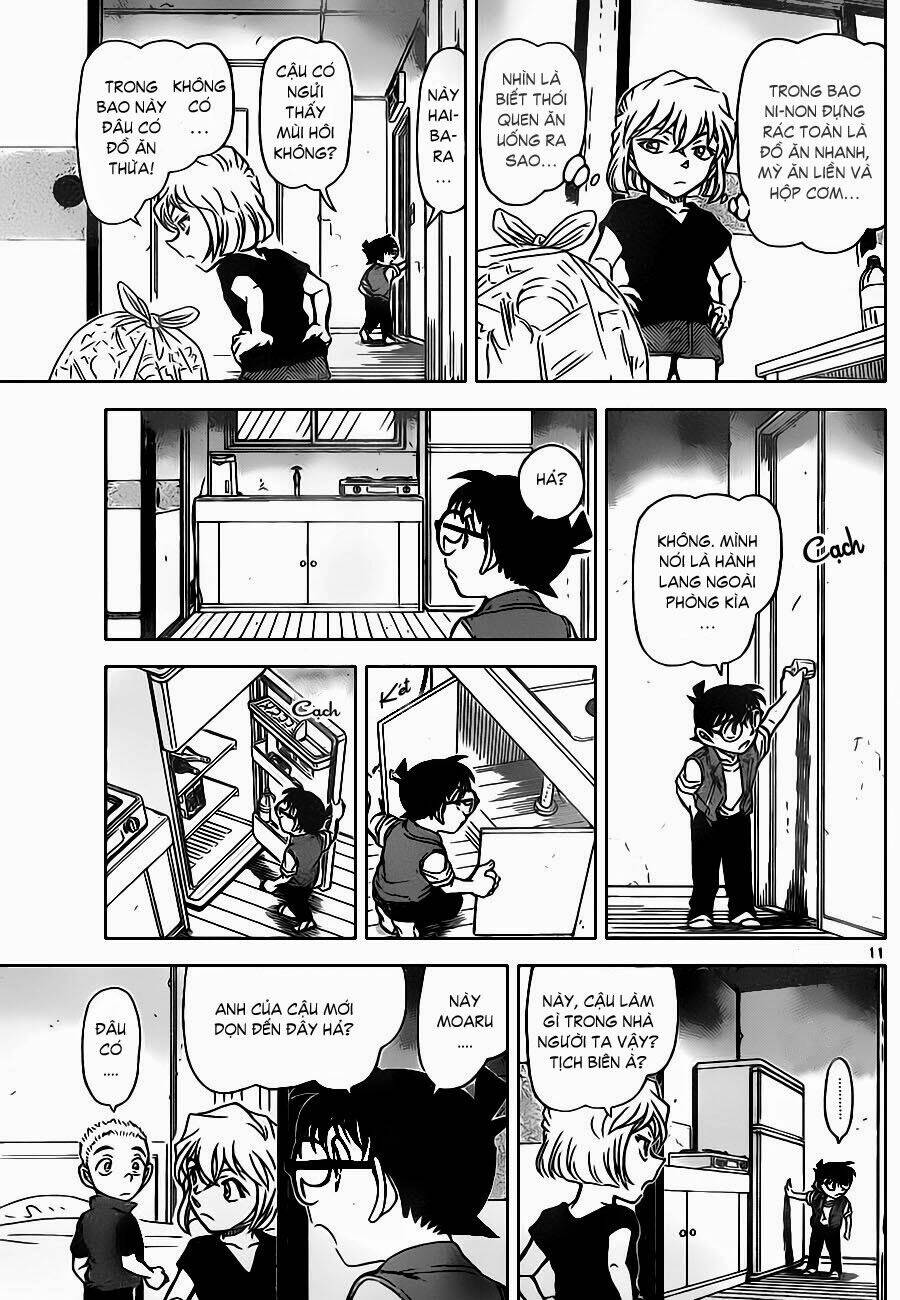 TRONG BAO
NI-NON ĐỰNG
RÁC TOÀN LÀ
ĐỒ ĂN NHANH,
MỲ ĂN LIỀN VÀ
HỘP CƠM...
NHÌN LÀ
BIẾT THÓI
QUEN ĂN
UỐNG RA
SAO...
NÀY
HAI-
BA-
RA
...
CẬU CÓ
NGỬI
THẤY
MÙI HÔI
KHÔNG?
KHÔNG
CÓ
...
TRONG
BAO NÀY
ĐÂU CÓ
ĐỒ ĂN
THỪA!
Cạch
KHÔNG. MÌNH
NÓI LÀ HÀNH
LANG NGOÀI
PHÒNG KÌA
...
HẢ?
Két
Cạch
11
.........
NÀY, CẬU LÀM
GÌ TRONG NHÀ
NGƯỜI TA VẬY?
TỊCH BIÊN À?
NÀY
MOARU
....
ANH CỦA CẬU MỚI
DỌN ĐẾN ĐÂY HẢ?
ĐÂU
CÓ
....